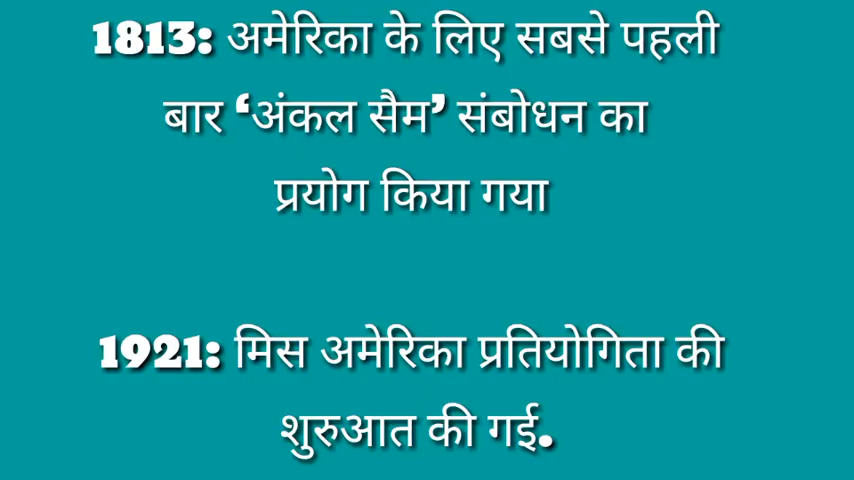 1813: अमेरिका के लिए सबसे पहली
बार ‘अंकल सैम’ संबोधन का
प्रयोग किया गया
1921: मिस अमेरिका प्रतियोगिता की
शुरुआत की गई.